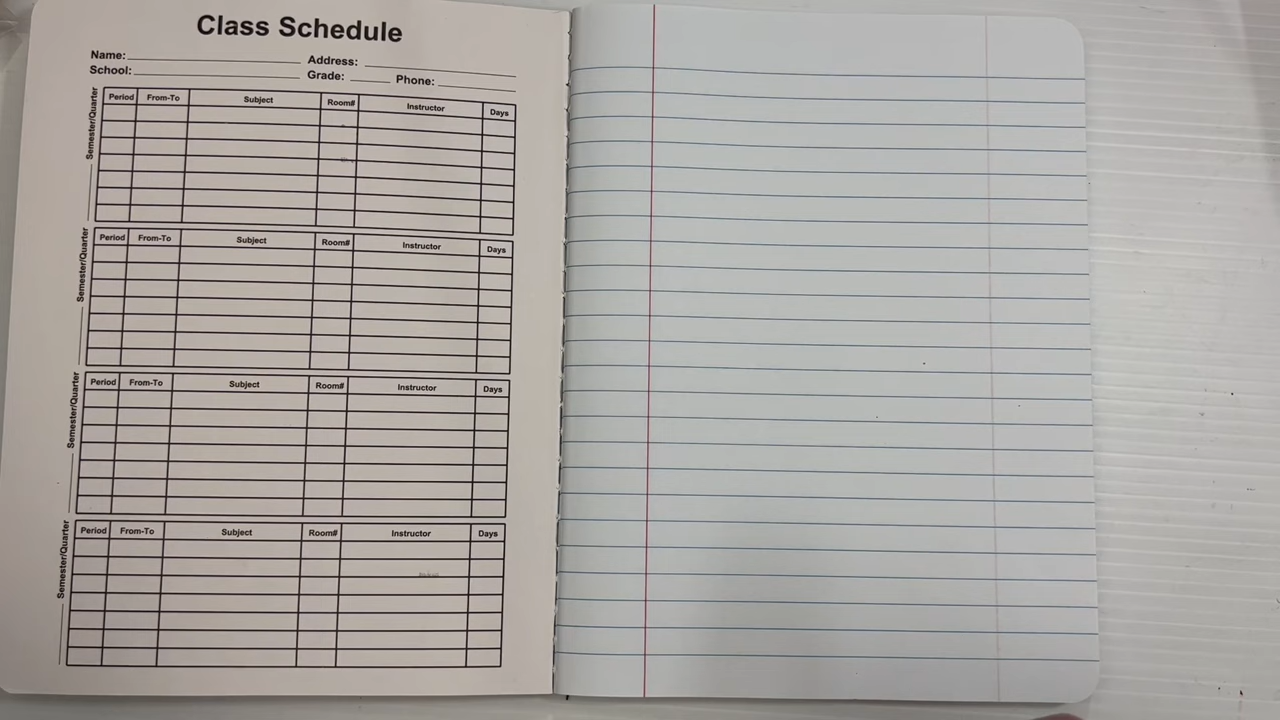 Class Schedule
Name: Address:
School: Grade: Phone:
Semester/Quarter
Period From-To Subject Room# Instructor Days
Semester/Quarter
Period From-To Subject Room# Instructor Days
Semester/Quarter
Period From-To Subject Room# Instructor Days
Semester/Quarter
Period From-To Subject Room# Instructor Days